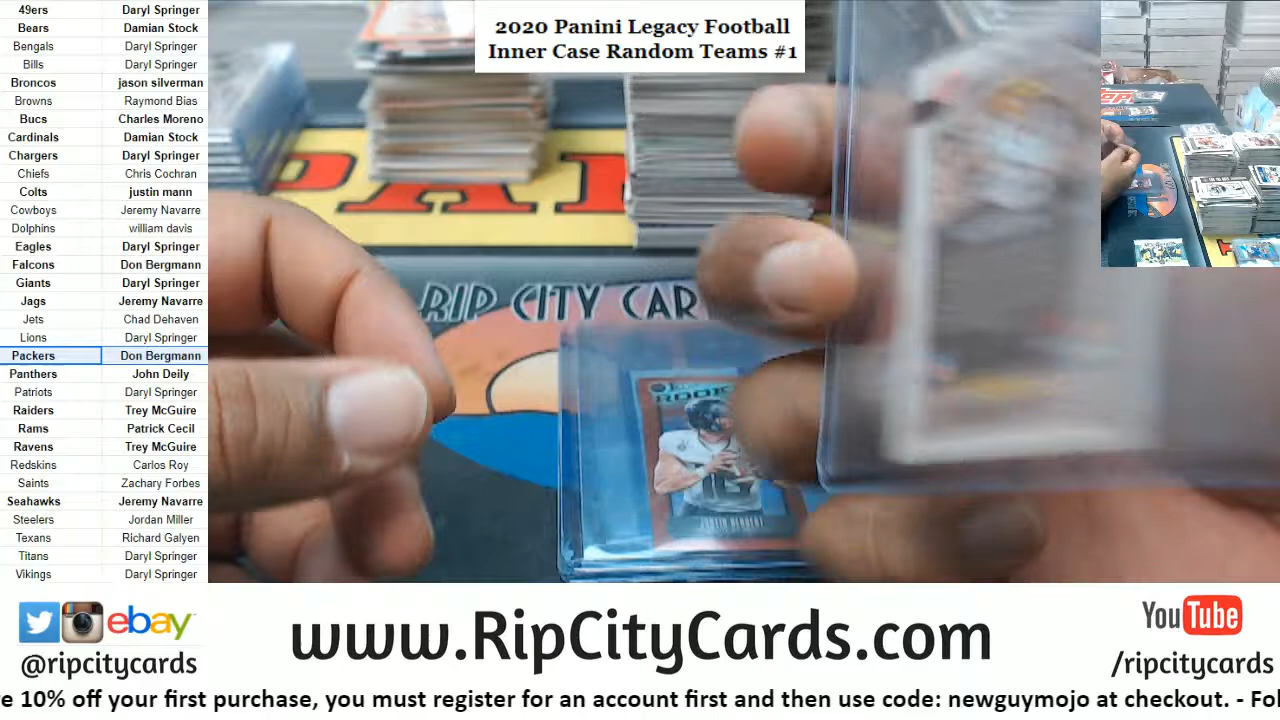 2020 Panini Legacy Football
Inner Case Random Teams #1
49ers Daryl Springer
Bears Damian Stock
Bengals Daryl Springer
Bills Daryl Springer
Broncos jason silverman
Browns Raymond Bias
Bucs Charles Moreno
Cardinals Damian Stock
Chargers Daryl Springer
Chiefs Chris Cochran
Colts justin mann
Cowboys Jeremy Navarre
Dolphins william davis
Eagles Daryl Springer
Falcons Don Bergmann
Giants Daryl Springer
Jags Jeremy Navarre
Jets Chad Dehaven
Lions Daryl Springer
Packers Don Bergmann
Panthers John Deily
Patriots Daryl Springer
Raiders Trey McGuire
Rams Patrick Cecil
Ravens Trey McGuire
Redskins Carlos Roy
Saints Zachary Forbes
Seahawks Jeremy Navarre
Steelers Jordan Miller
Texans Richard Galyen
Titans Daryl Springer
Vikings Daryl Springer
RIP CITY CAR
JUSTIN HERBERT
ebay
@ripcitycards
www.RipCityCards.com
YouTube
/ripcitycards
e 10% off your first purchase, you must register for an account first and then use code: newguymojo at checkout. - Fol